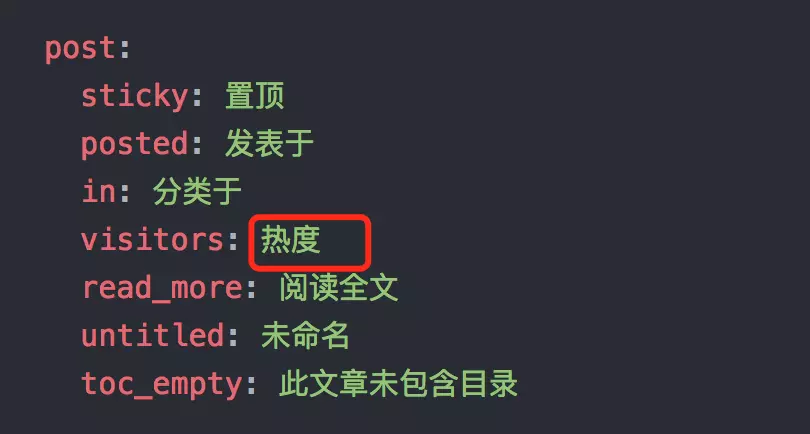 post:
sticky: 置顶
posted: 发表于
in: 分类于
visitors: 热度
read_more: 阅读全文
untitled: 未命名
toc_empty: 此文章未包含目录